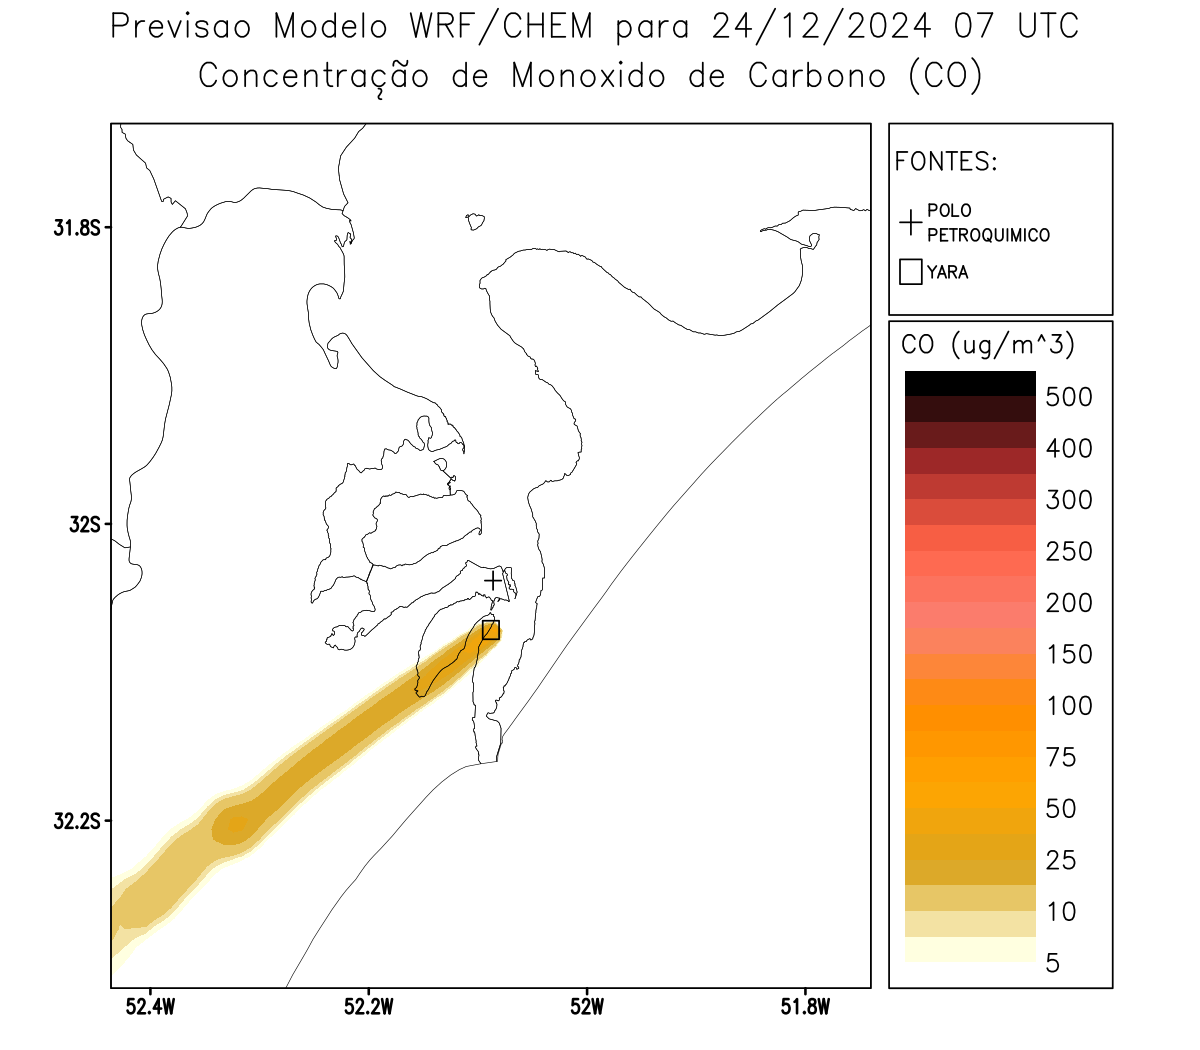 Previsao Modelo WRF/CHEM para 24/12/2024 07 UTC
Concentração de Monoxido de Carbono (CO)
FONTES:
POLO
PETROQUIMICO
YARA
CO (ug/m^3)
500
400
300
250
200
150
100
75
50
25
10
5
31.8S
32S
32.2S
52.4W
52.2W
52W
51.8W